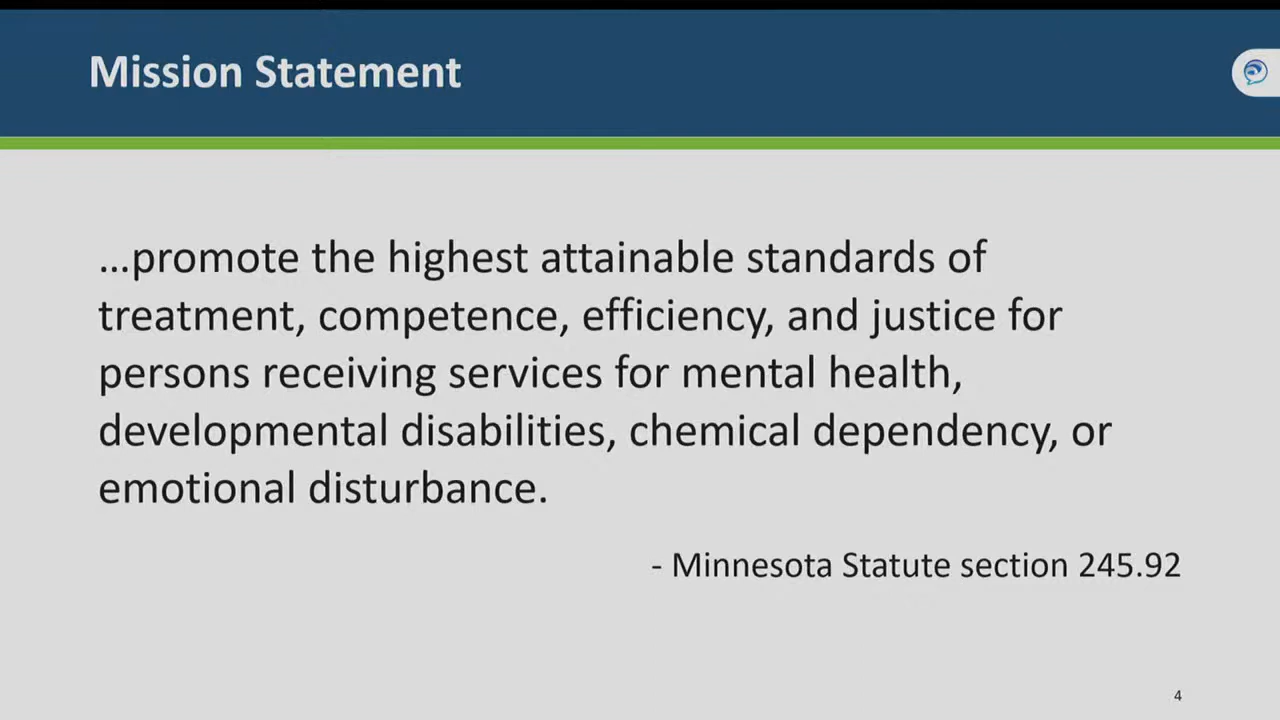 Mission Statement
...promote the highest attainable standards of
treatment, competence, efficiency, and justice for
persons receiving services for mental health,
developmental disabilities, chemical dependency, or
emotional disturbance.
- Minnesota Statute section 245.92
4